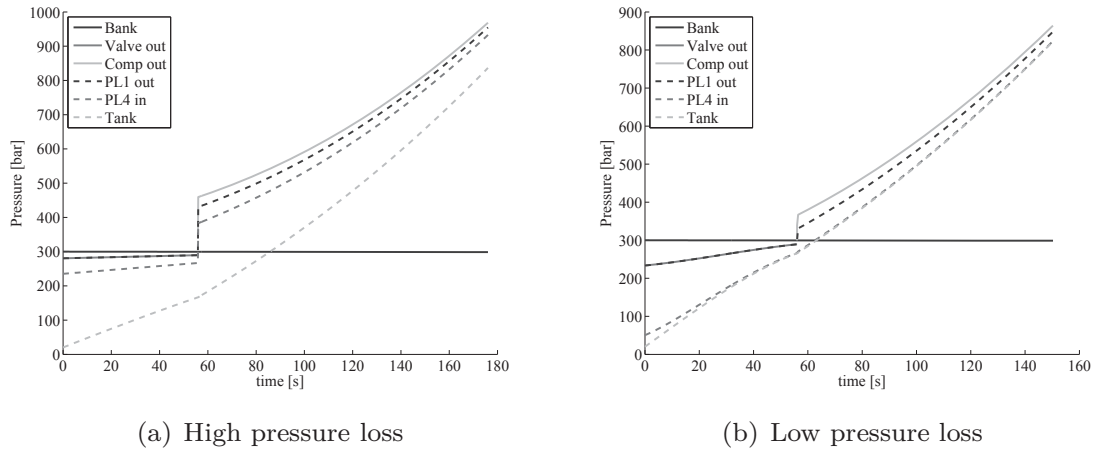 1000
900
800
700
600
500
400
300
200
100
0
Pressure [bar]
Bank
Valve out
Comp out
PL1 out
PL4 in
Tank
0 20 40 60 80 100 120 140 160 180
time [s]
(a) High pressure loss
900
800
700
600
500
400
300
200
100
0
Pressure [bar]
Bank
Valve out
Comp out
PL1 out
PL4 in
Tank
0 20 40 60 80 100 120 140 160
time [s]
(b) Low pressure loss